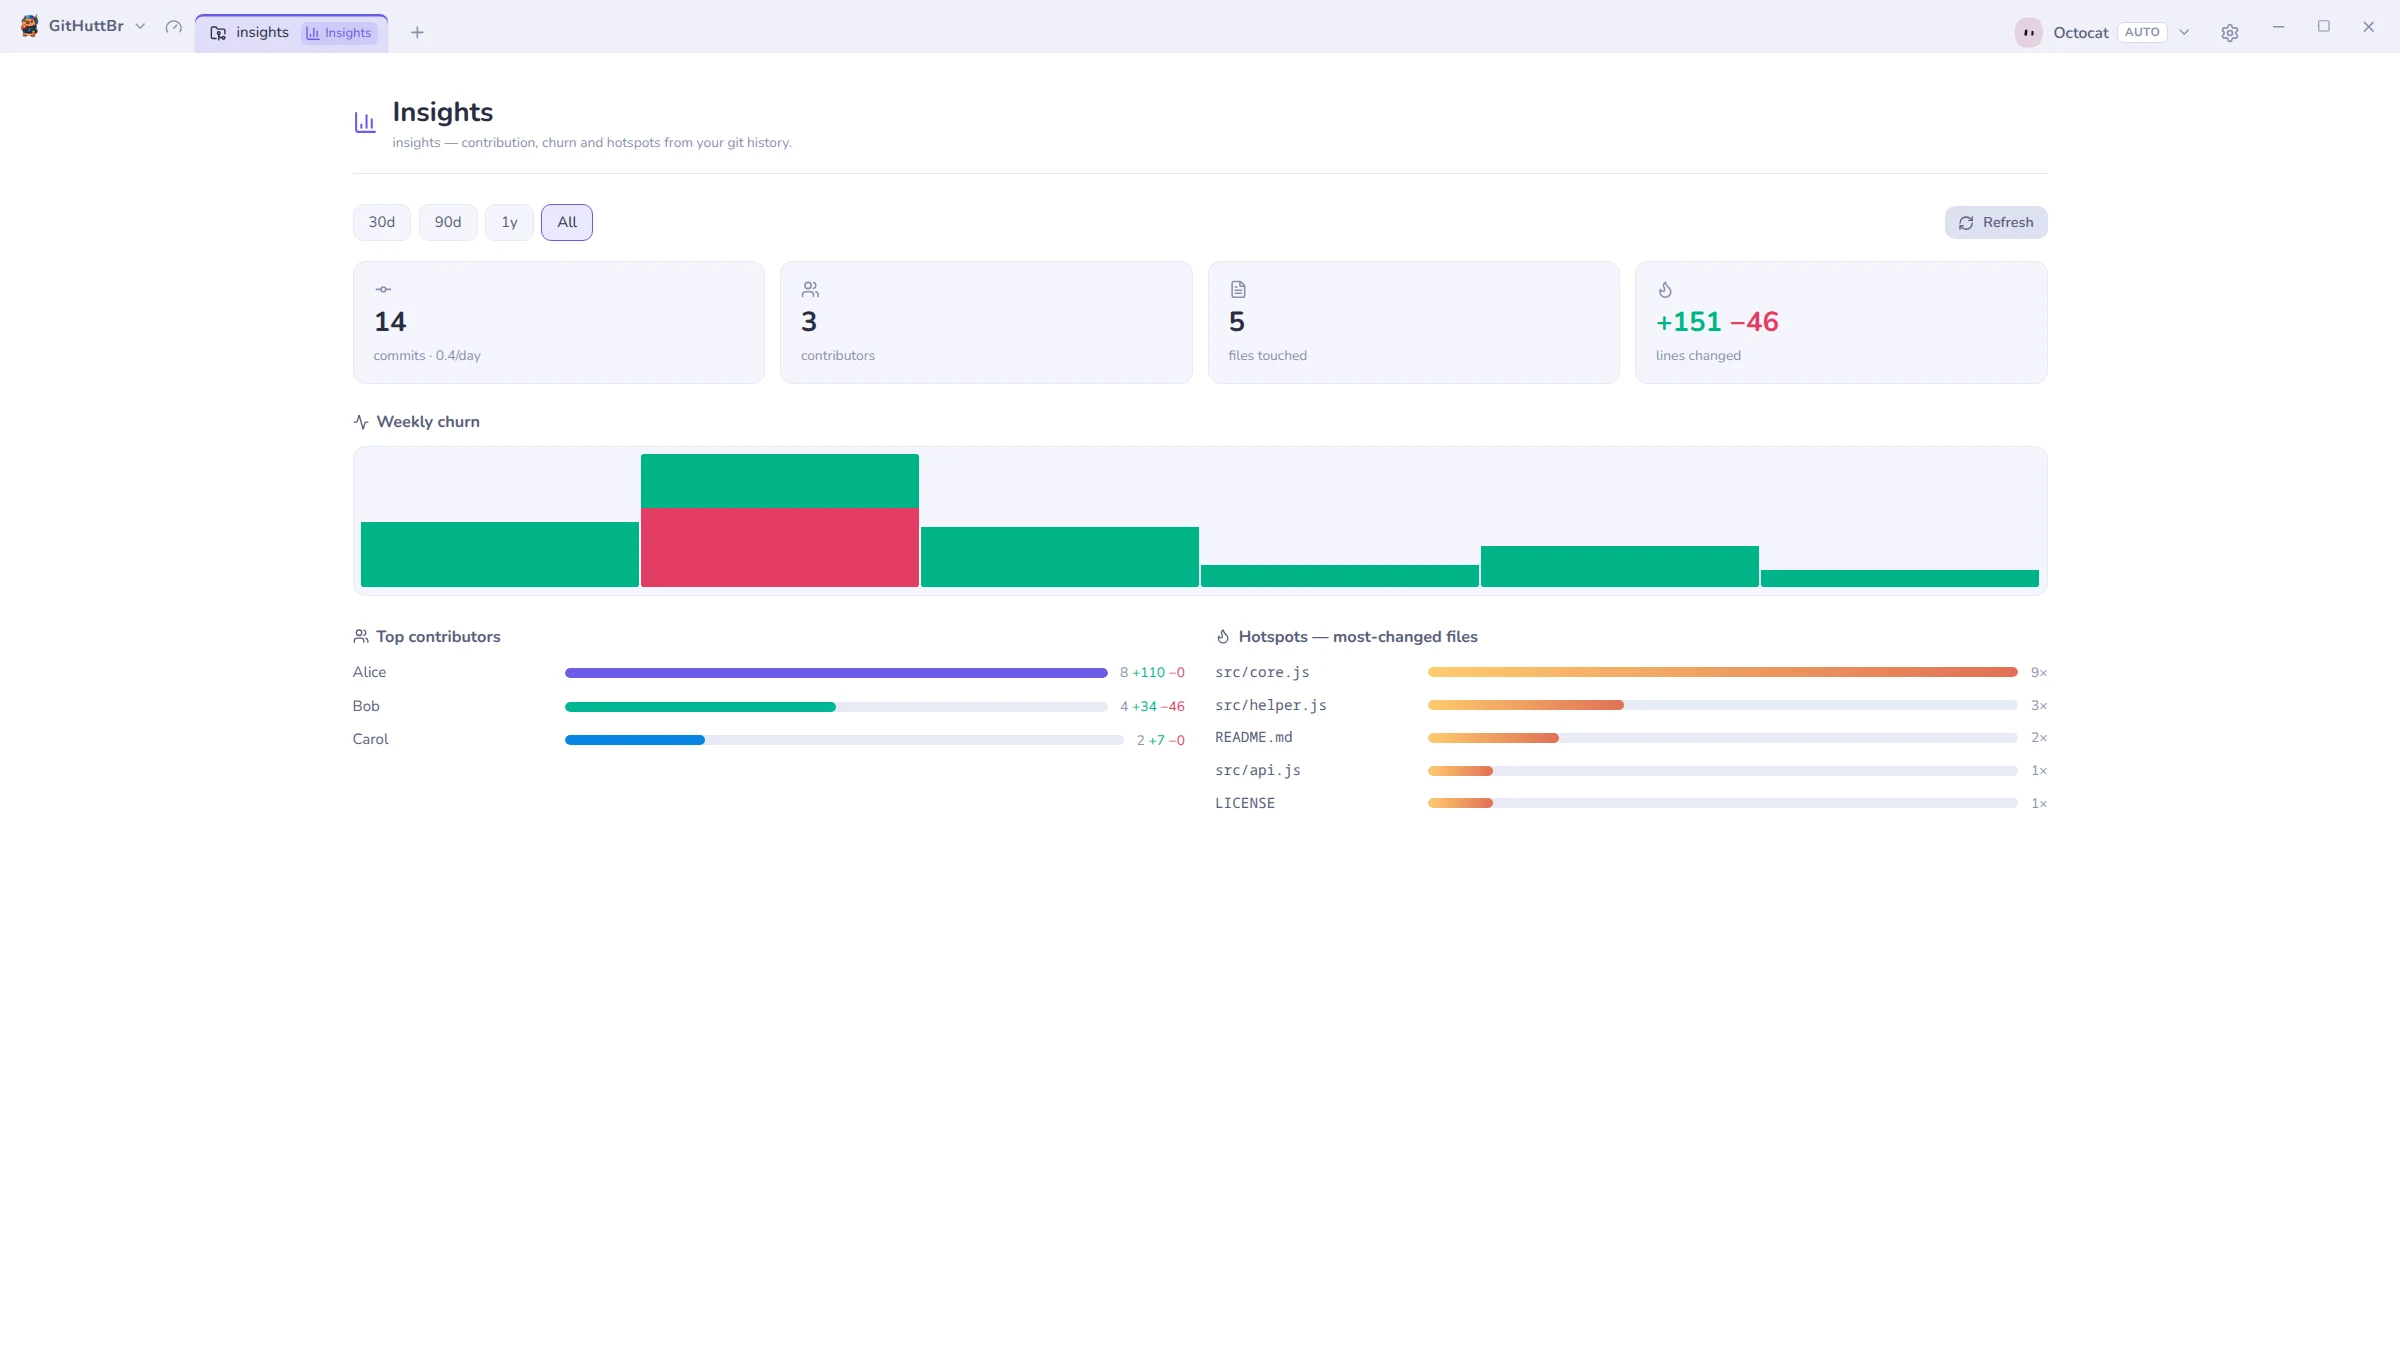 GitHuttBr
insights Insights
Octocat AUTO
Insights
insights — contribution, churn and hotspots from your git history.
30d 90d 1y All
Refresh
14
commits · 0.4/day
3
contributors
5
files touched
+151 −46
lines changed
Weekly churn
Top contributors
Alice 8 +110 −0
Bob 4 +34 −46
Carol 2 +7 −0
Hotspots — most-changed files
src/core.js 9×
src/helper.js 3×
README.md 2×
src/api.js 1×
LICENSE 1×